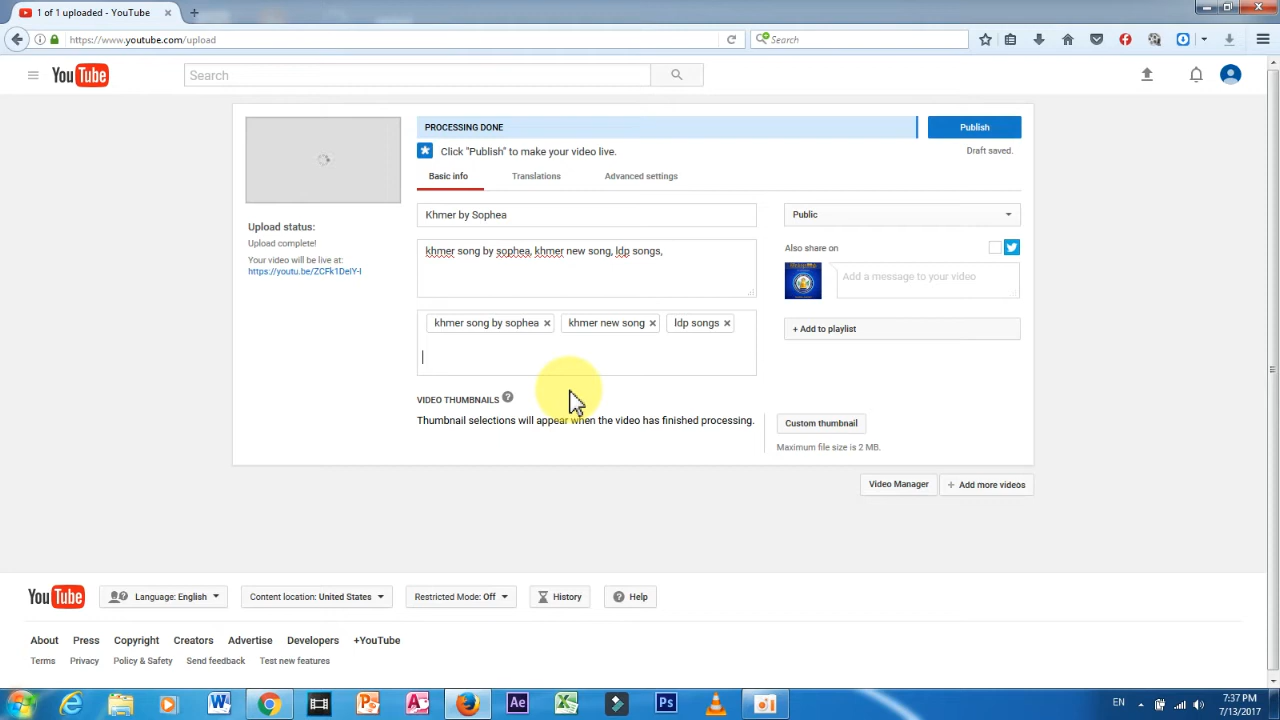 1 of 1 uploaded - YouTube
https://www.youtube.com/upload
Search
YouTube
Search
PROCESSING DONE
Publish
Click "Publish" to make your video live.
Draft saved.
Basic info
Translations
Advanced settings
Upload status:
Upload complete!
Your video will be live at:
https://youtu.be/ZCFk1DelY-I
Khmer by Sophea
khmer song by sophea, khmer new song, ldp songs,
khmer song by sophea × khmer new song × ldp songs ×
Public
Also share on
Add a message to your video
+ Add to playlist
VIDEO THUMBNAILS ?
Thumbnail selections will appear when the video has finished processing.
Custom thumbnail
Maximum file size is 2 MB.
Video Manager
+ Add more videos
YouTube
Language: English
Content location: United States
Restricted Mode: Off
History
Help
About Press Copyright Creators Advertise Developers +YouTube
Terms Privacy Policy & Safety Send feedback Test new features
Ae
Ps
EN
7:37 PM
7/13/2017